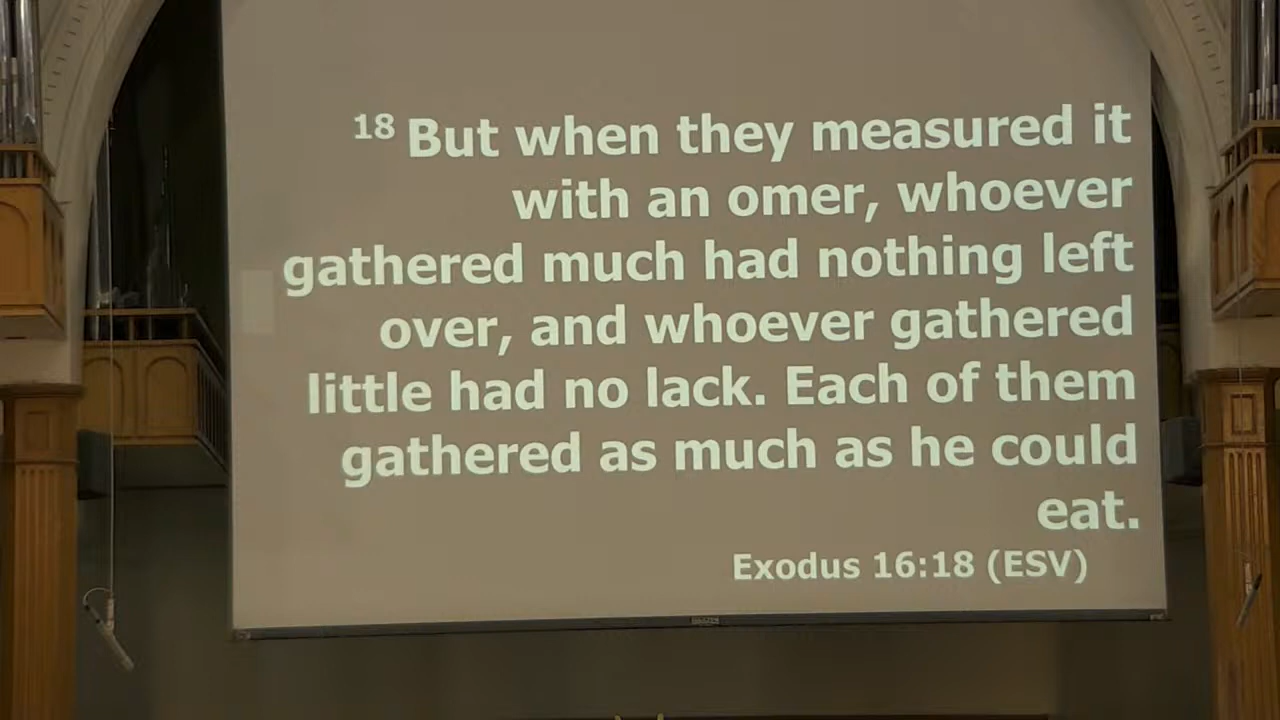 18 But when they measured it
with an omer, whoever
gathered much had nothing left
over, and whoever gathered
little had no lack. Each of them
gathered as much as he could
eat.
Exodus 16:18 (ESV)